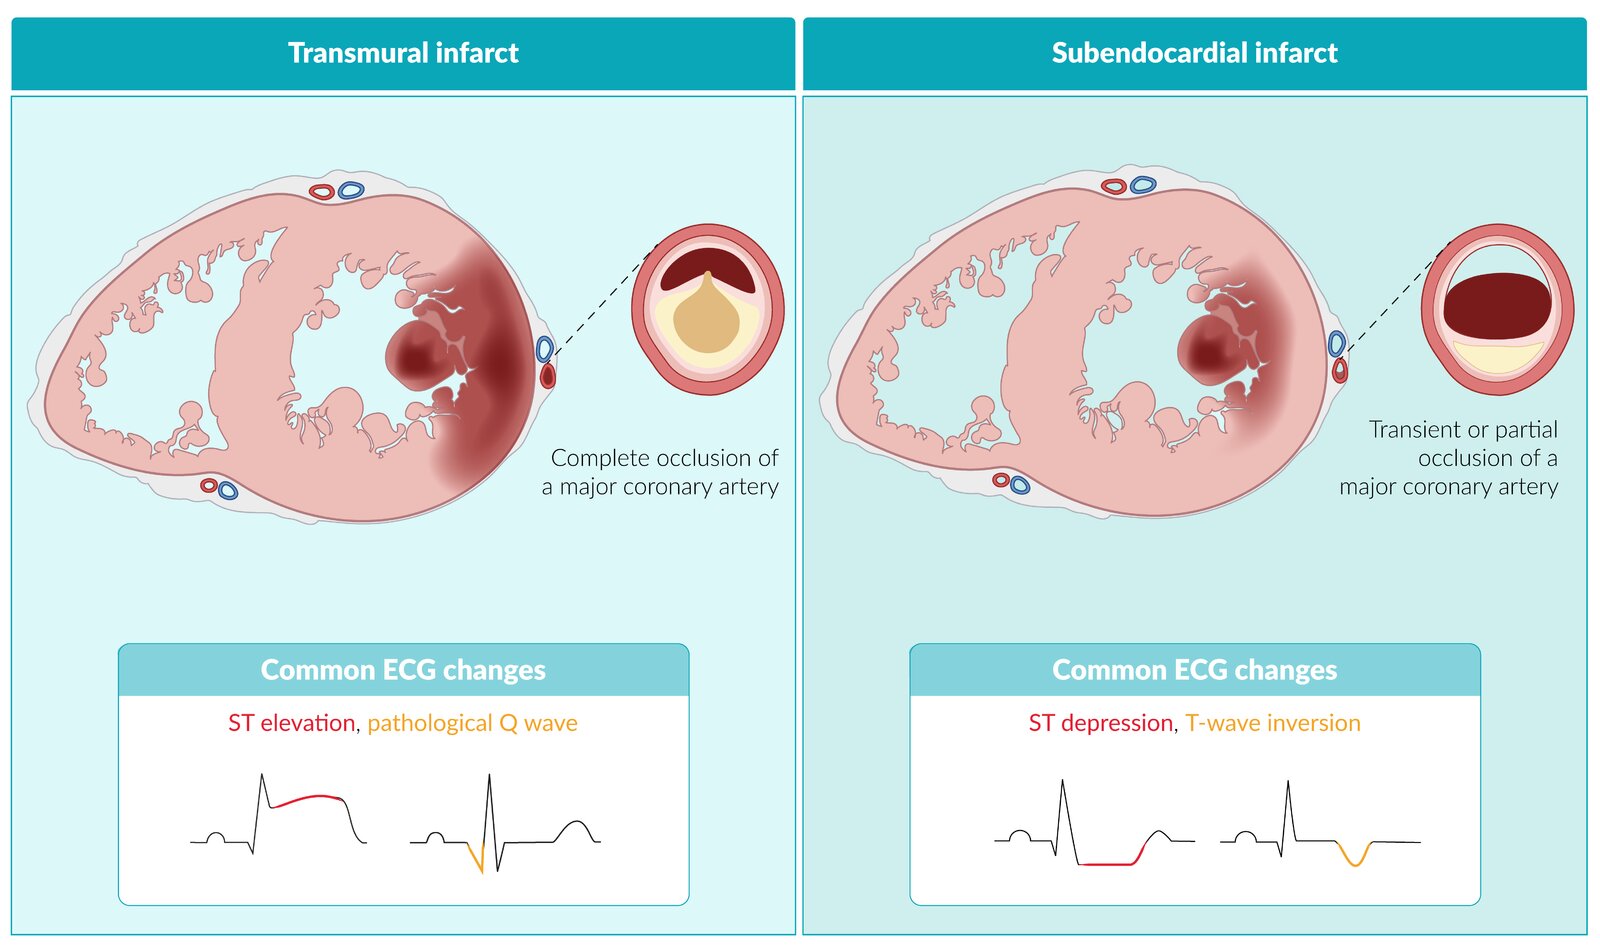 Transmural infarct
Complete occlusion of
a major coronary artery
Common ECG changes
ST elevation, pathological Q wave
Subendocardial infarct
Transient or partial
occlusion of a
major coronary artery
Common ECG changes
ST depression, T-wave inversion